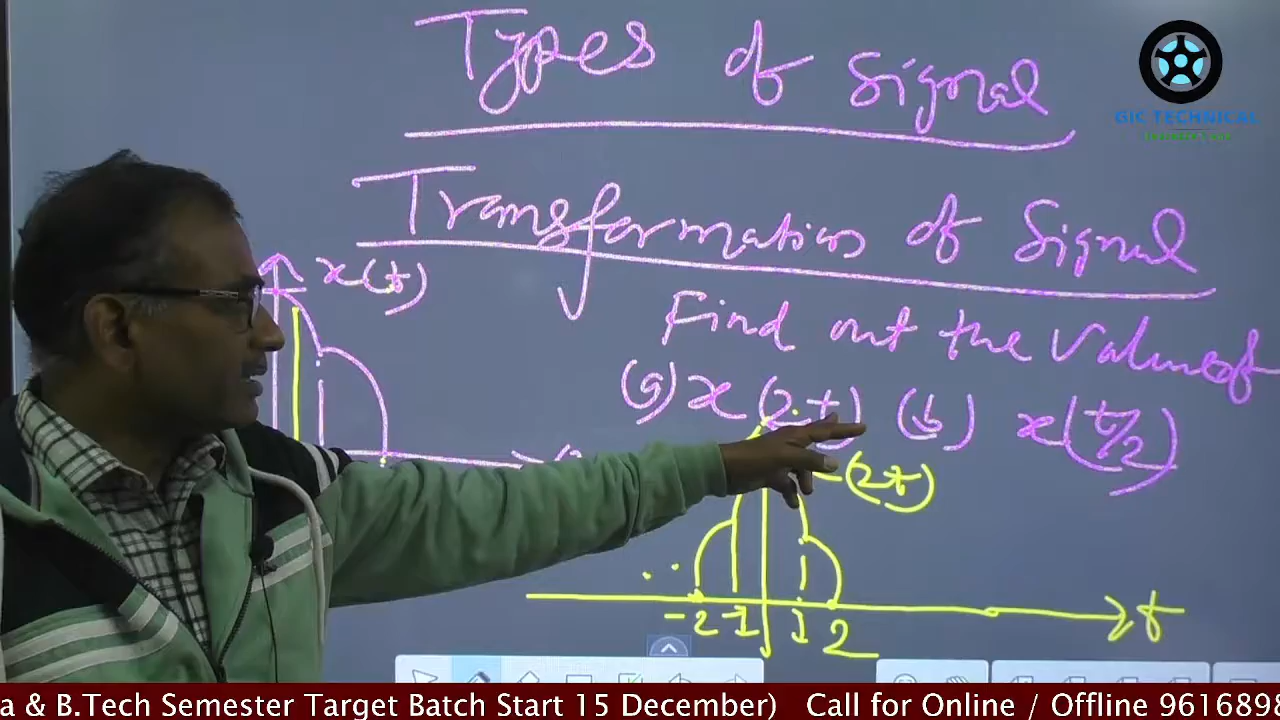 Types of Signal
GIC TECHNICAL
Transformation of Signal
x(t)
Find out the Value of
(a) x(2t) (b) x(t/2)
(2t)
-2 -1 1 2
t
a & B.Tech Semester Target Batch Start 15 December) Call for Online / Offline 9616898